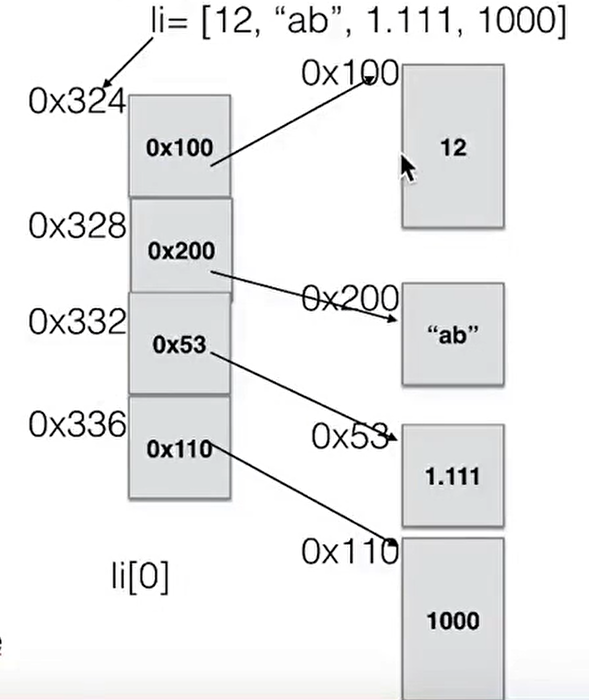 li= [12, “ab”, 1.111, 1000]
0x324
0x100
0x100
12
0x328
0x200
0x200
“ab”
0x332
0x53
0x53
1.111
0x336
0x110
0x110
1000
li[0]